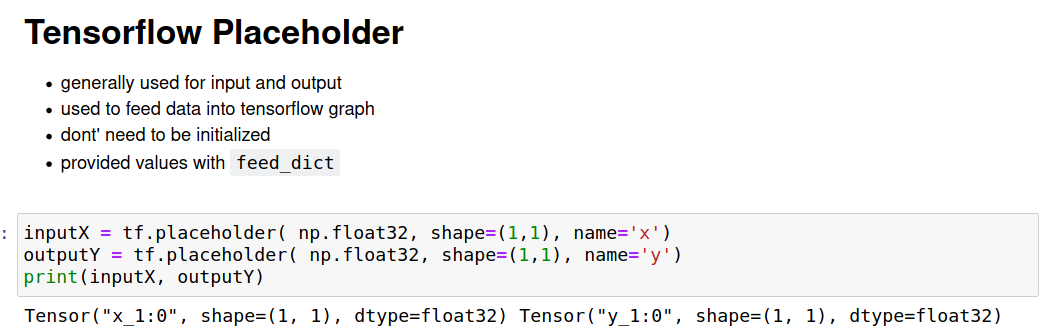 Tensorflow Placeholder
• generally used for input and output
• used to feed data into tensorflow graph
• dont' need to be initialized
• provided values with feed_dict
: inputX = tf.placeholder( np.float32, shape=(1,1), name='x')
outputY = tf.placeholder( np.float32, shape=(1,1), name='y')
print(inputX, outputY)
Tensor("x_1:0", shape=(1, 1), dtype=float32) Tensor("y_1:0", shape=(1, 1), dtype=float32)